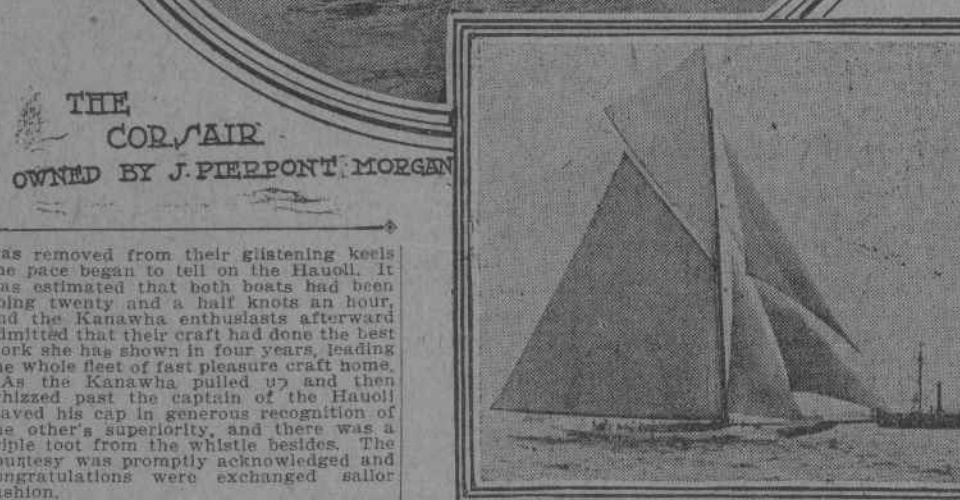 THE
CORSAIR
OWNED BY J. PIERPONT MORGAN
as removed from their glistening keels
he pace began to tell on the Hauoli. It
as estimated that both boats had been
oing twenty and a half knots an hour,
nd the Kanawha enthusiasts afterward
dmitted that their craft had done the best
ork she has shown in four years, leading
he whole fleet of fast pleasure craft home.
As the Kanawha pulled up and then
hizzed past the captain of the Hauoli
aved his cap in generous recognition of
he other's superiority, and there was a
riple toot from the whistle besides. The
ourtesy was promptly acknowledged and
ongratulations were exchanged sailor
ashion.